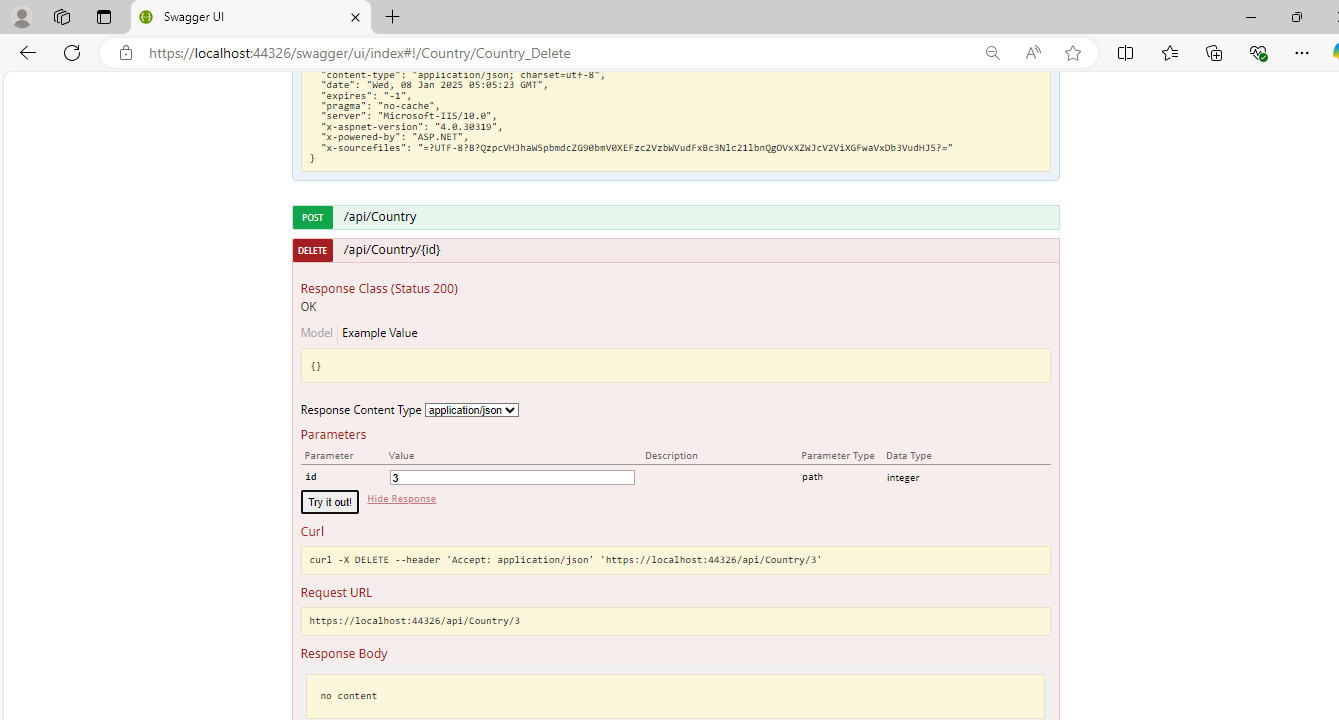 Swagger UI
https://localhost:44326/swagger/ui/index#!/Country/Country_Delete
"content-type": "application/json; charset=utf-8",
"date": "Wed, 08 Jan 2025 05:05:23 GMT",
"expires": "-1",
"pragma": "no-cache",
"server": "Microsoft-IIS/10.0",
"x-aspnet-version": "4.0.30319",
"x-powered-by": "ASP.NET",
"x-sourcefiles": "=?UTF-8?B?QzpcVHJhaW5pbmdcZG90bmV0XEFzc2VzbWVudFxBc3Nlc21lbnQgOVxXZWJcV2ViXGFwaVxDb3VudHJ5?="
}
POST /api/Country
DELETE /api/Country/{id}
Response Class (Status 200)
OK
Model Example Value
{}
Response Content Type application/json
Parameters
Parameter Value Description Parameter Type Data Type
id 3 path integer
Try it out! Hide Response
Curl
curl -X DELETE --header 'Accept: application/json' 'https://localhost:44326/api/Country/3'
Request URL
https://localhost:44326/api/Country/3
Response Body
no content